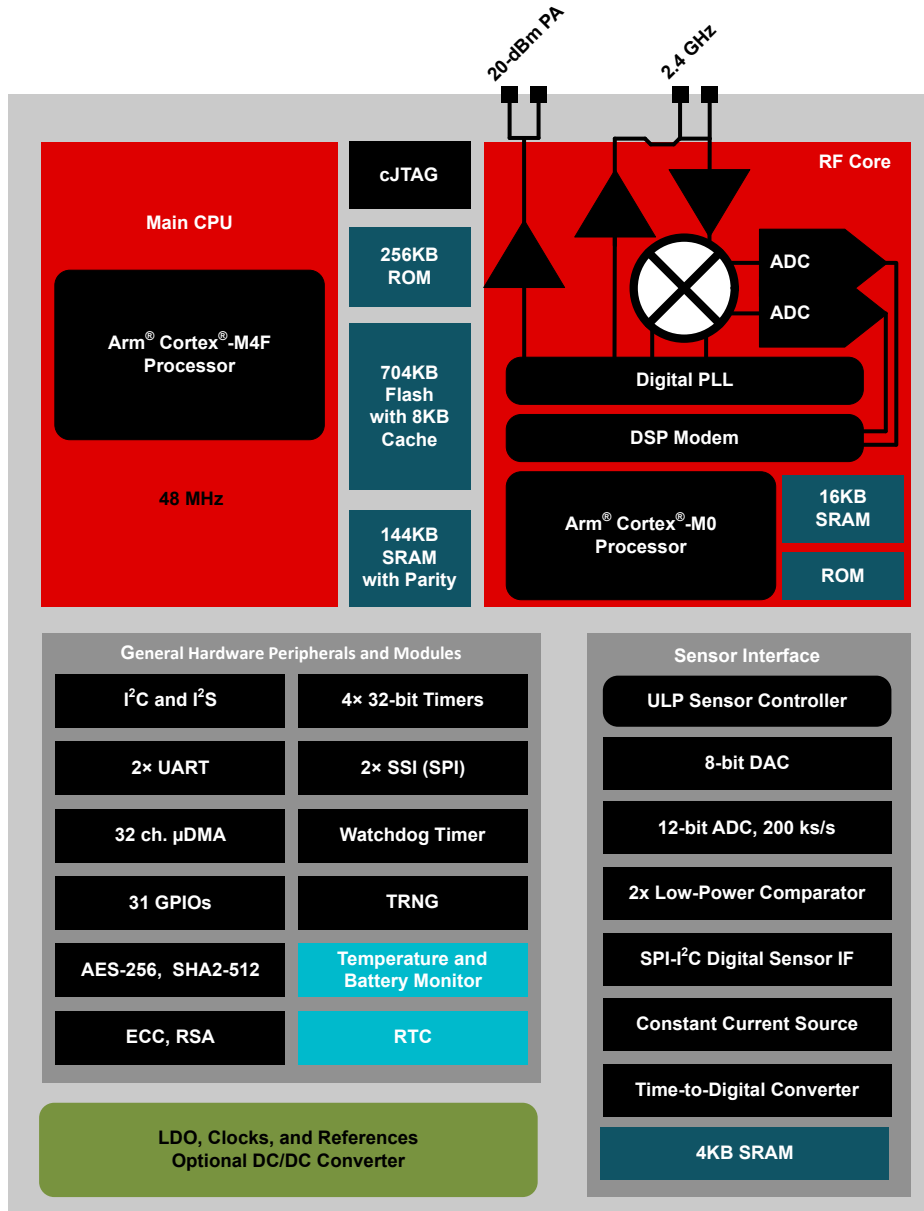 20-dBm PA
2.4 GHz
Main CPU
Arm® Cortex®-M4F
Processor
48 MHz
cJTAG
256KB
ROM
704KB
Flash
with 8KB
Cache
144KB
SRAM
with Parity
RF Core
ADC
ADC
Digital PLL
DSP Modem
Arm® Cortex®-M0
Processor
16KB
SRAM
ROM
General Hardware Peripherals and Modules
I²C and I²S
4× 32-bit Timers
2× UART
2× SSI (SPI)
32 ch. µDMA
Watchdog Timer
31 GPIOs
TRNG
AES-256, SHA2-512
Temperature and
Battery Monitor
ECC, RSA
RTC
LDO, Clocks, and References
Optional DC/DC Converter
Sensor Interface
ULP Sensor Controller
8-bit DAC
12-bit ADC, 200 ks/s
2x Low-Power Comparator
SPI-I²C Digital Sensor IF
Constant Current Source
Time-to-Digital Converter
4KB SRAM